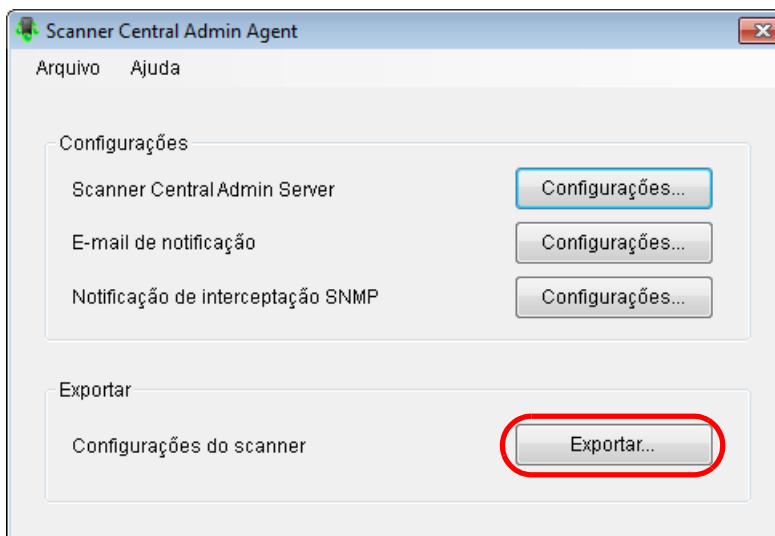 Scanner Central Admin Agent
Arquivo Ajuda
Configurações
Scanner Central Admin Server Configurações...
E-mail de notificação Configurações...
Notificação de interceptação SNMP Configurações...
Exportar
Configurações do scanner Exportar...